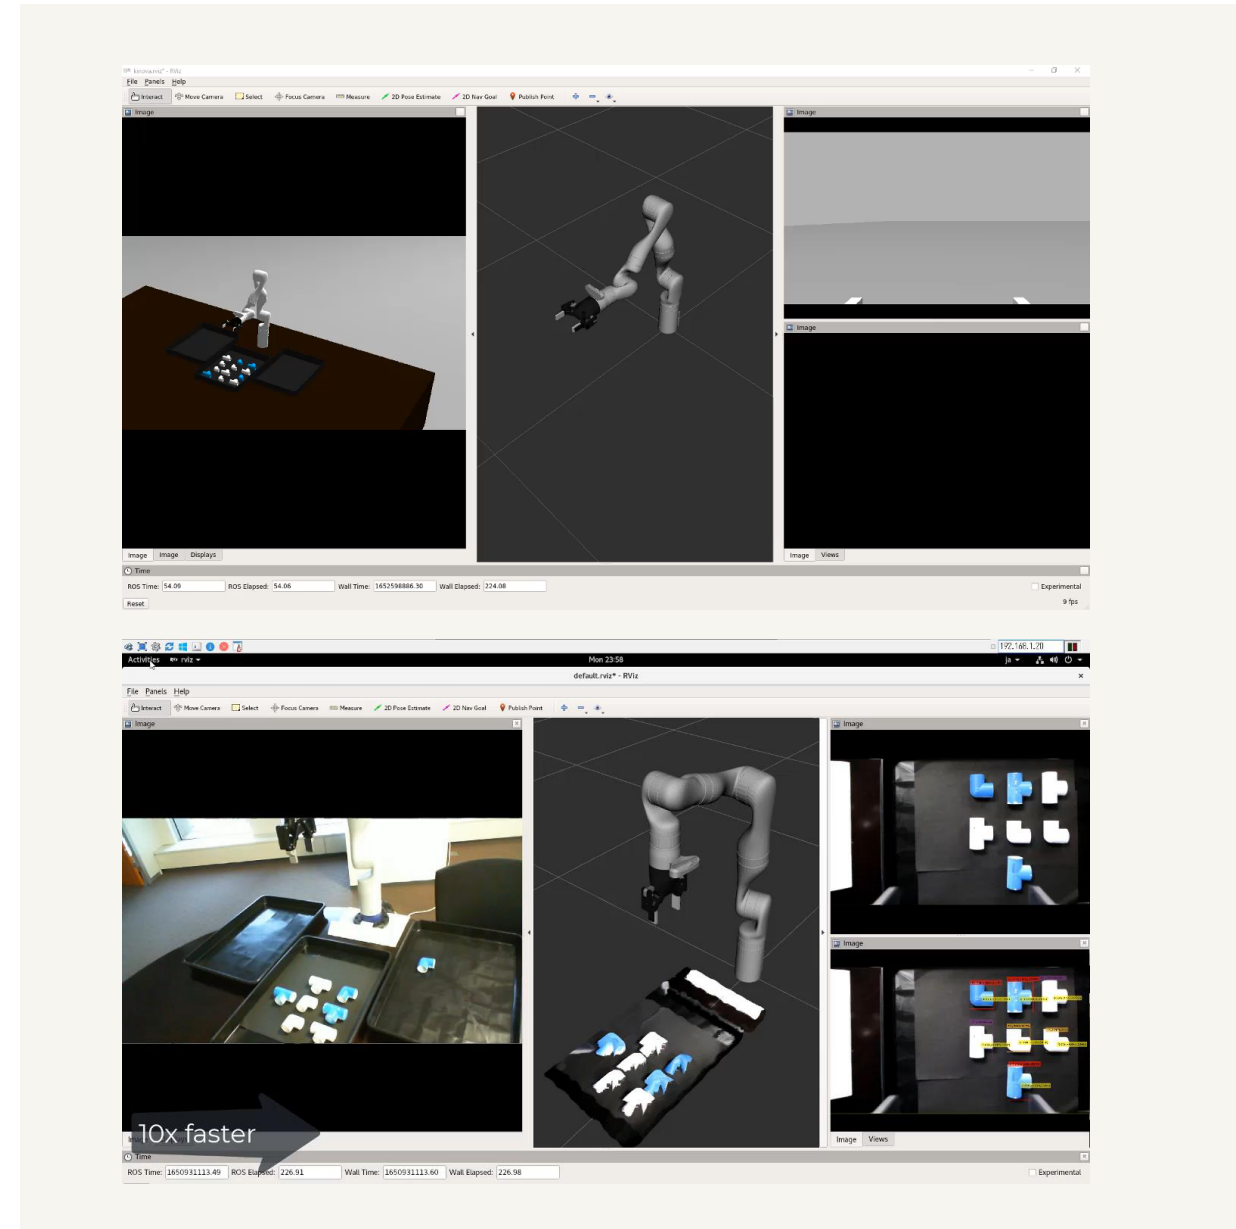 kinova.rviz* - RViz
File Panels Help
Interact Move Camera Select Focus Camera Measure 2D Pose Estimate 2D Nav Goal Publish Point
Image
Image
Image
Image Image Displays
Image Views
Time
ROS Time: 54.09 ROS Elapsed: 54.06 Wall Time: 1652598886.30 Wall Elapsed: 224.08 Experimental
Reset 9 fps
192.168.1.20
Activities rviz Mon 23:58 ja
default.rviz* - RViz
File Panels Help
Interact Move Camera Select Focus Camera Measure 2D Pose Estimate 2D Nav Goal Publish Point
Image
Image
Image
10x faster
Image Views
Time
ROS Time: 1650931113.49 ROS Elapsed: 226.91 Wall Time: 1650931113.60 Wall Elapsed: 226.98 Experimental